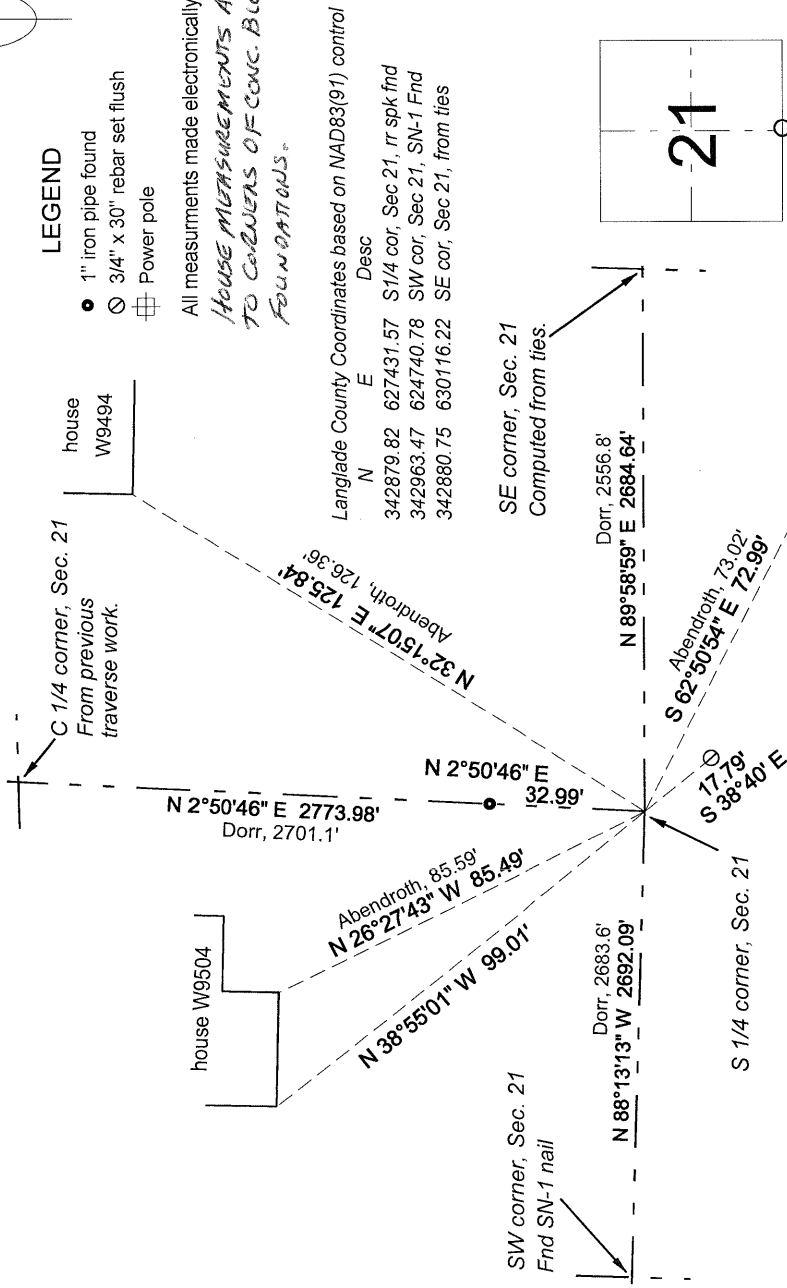 LEGEND
1" iron pipe found
3/4" x 30" rebar set flush
Power pole
All measurments made electronically
HOUSE MEASUREMENTS
TO CORNERS OF CONC.
FOUNDATIONS.
Langlade County Coordinates based on NAD83(91) control
N E Desc
342879.82 627431.57 S1/4 cor, Sec 21, rr spk fnd
342963.47 624740.78 SW cor, Sec 21, SN-1 Fnd
342880.75 630116.22 SE cor, Sec 21, from ties
21
house
W9494
C 1/4 corner, Sec. 21
From previous
traverse work.
N 2°50'46" E 2773.98'
Dorr, 2701.1'
N 2°50'46" E
32.99'
N 32°15'07" E 125.84'
Abendroth, 126.36'
house W9504
Abendroth, 85.59'
N 26°27'43" W 85.49'
N 38°55'01" W 99.01'
SE corner, Sec. 21
Computed from ties.
Dorr, 2556.8'
N 89°58'59" E 2684.64'
Abendroth, 73.02'
S 62°50'54" E 72.99'
17.79'
S 38°40' E
S 1/4 corner, Sec. 21
Dorr, 2683.6'
N 88°13'13" W 2692.09'
SW corner, Sec. 21
Fnd SN-1 nail